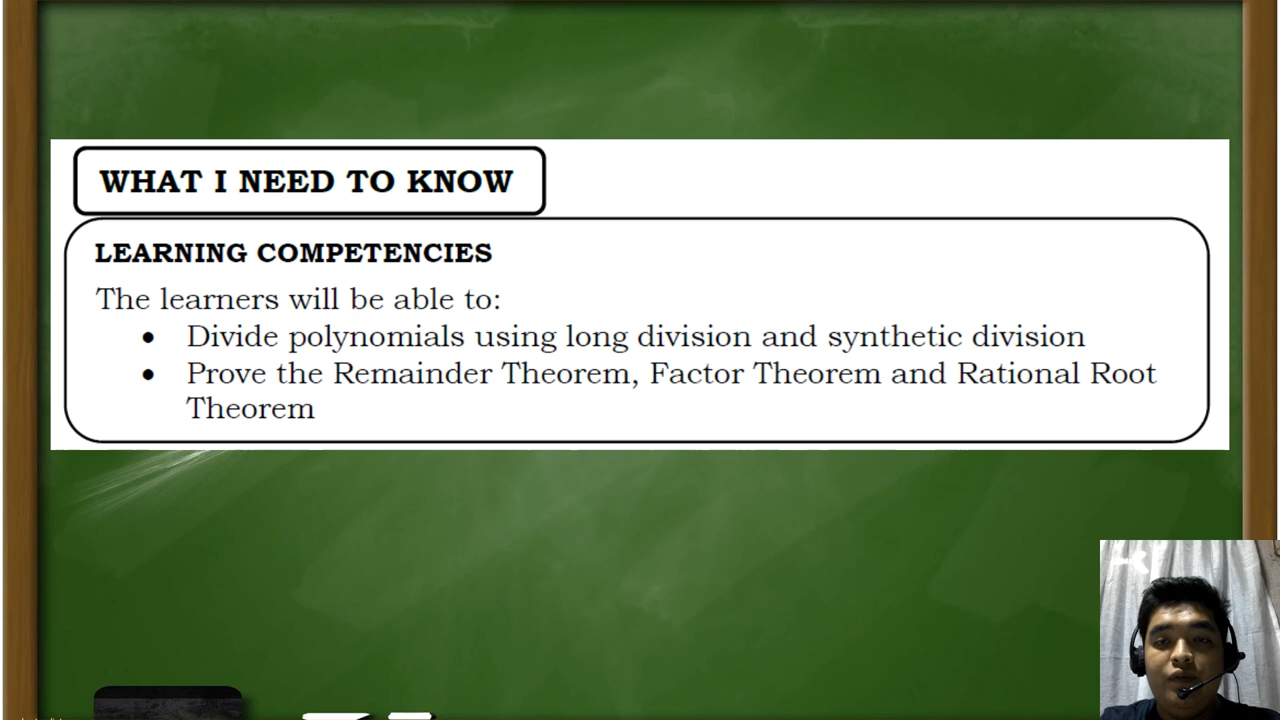 WHAT I NEED TO KNOW
LEARNING COMPETENCIES
The learners will be able to:
• Divide polynomials using long division and synthetic division
• Prove the Remainder Theorem, Factor Theorem and Rational Root
Theorem